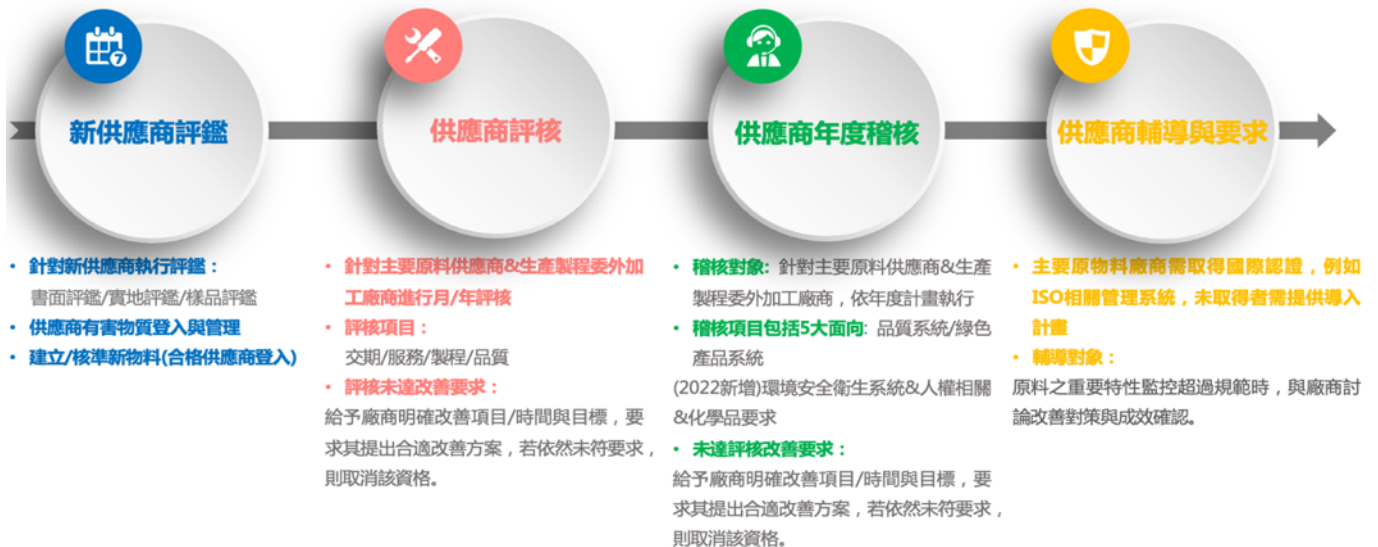 7
新供應商評鑑
供應商評核
供應商年度稽核
供應商輔導與要求
• 針對新供應商執行評鑑：
書面評鑑/實地評鑑/樣品評鑑
• 供應商有害物質登入與管理
• 建立/核準新物料(合格供應商登入)
• 針對主要原料供應商&生產製程委外加
工廠商進行月/年評核
• 評核項目：
交期/服務/製程/品質
• 評核未達改善要求：
給予廠商明確改善項目/時間與目標，要
求其提出合適改善方案，若依然未符要求，
則取消該資格。
• 稽核對象: 針對主要原料供應商&生產
製程委外加工廠商，依年度計畫執行
• 稽核項目包括5大面向: 品質系統/綠色
產品系統
(2022新增)環境安全衛生系統&人權相關
&化學品要求
• 未達評核改善要求：
給予廠商明確改善項目/時間與目標，要
求其提出合適改善方案，若依然未符要求，
則取消該資格。
• 主要原物料廠商需取得國際認證，例如
ISO相關管理系統，未取得者需提供導入
計畫
• 輔導對象：
原料之重要特性監控超過規範時，與廠商討
論改善對策與成效確認。